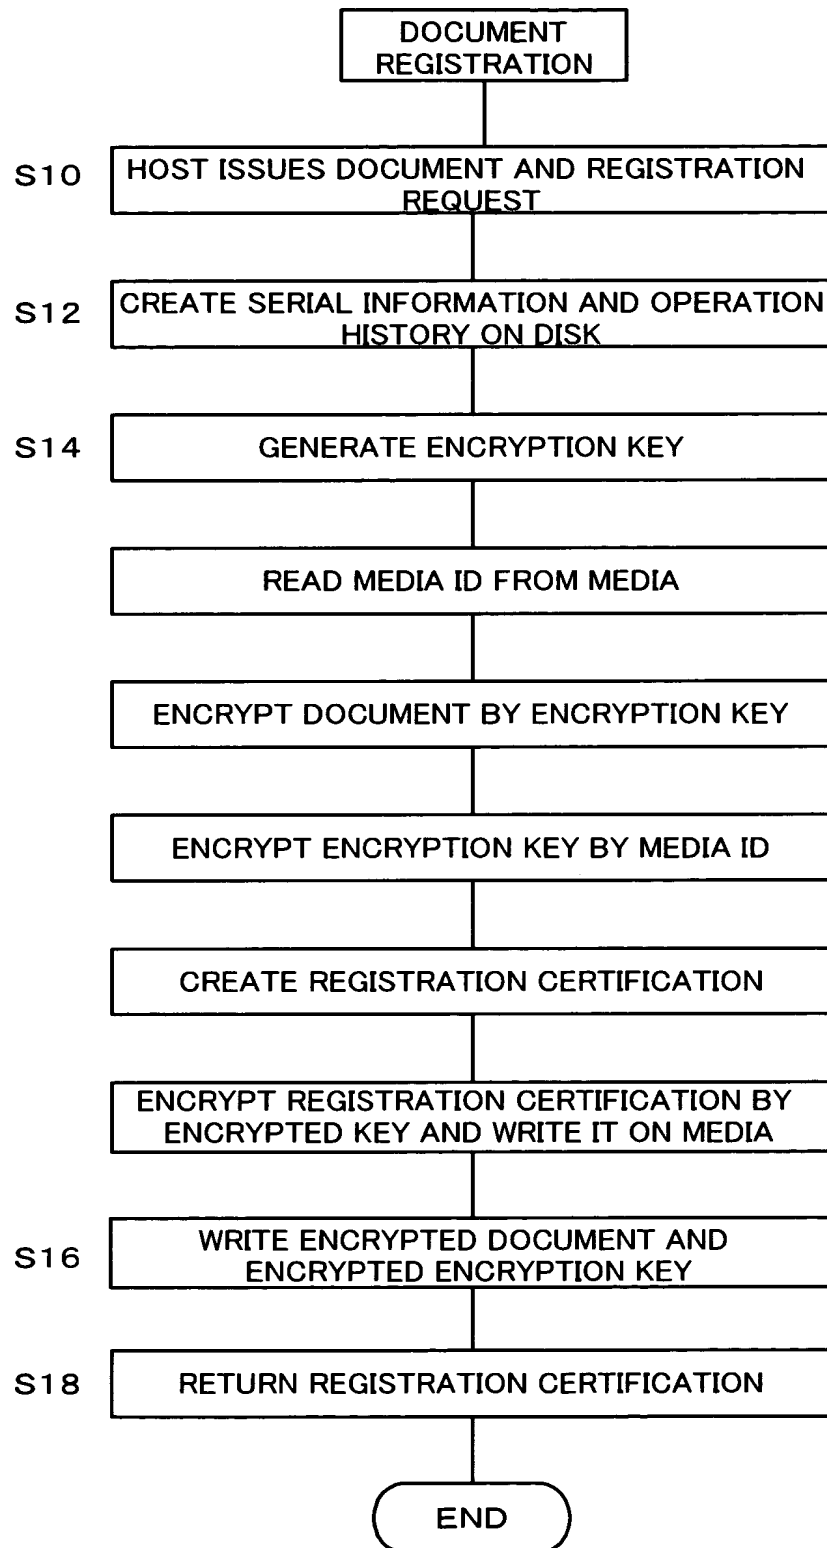 DOCUMENT
REGISTRATION
S10
HOST ISSUES DOCUMENT AND REGISTRATION
REQUEST
S12
CREATE SERIAL INFORMATION AND OPERATION
HISTORY ON DISK
S14
GENERATE ENCRYPTION KEY
READ MEDIA ID FROM MEDIA
ENCRYPT DOCUMENT BY ENCRYPTION KEY
ENCRYPT ENCRYPTION KEY BY MEDIA ID
CREATE REGISTRATION CERTIFICATION
ENCRYPT REGISTRATION CERTIFICATION BY
ENCRYPTED KEY AND WRITE IT ON MEDIA
S16
WRITE ENCRYPTED DOCUMENT AND
ENCRYPTED ENCRYPTION KEY
S18
RETURN REGISTRATION CERTIFICATION
END